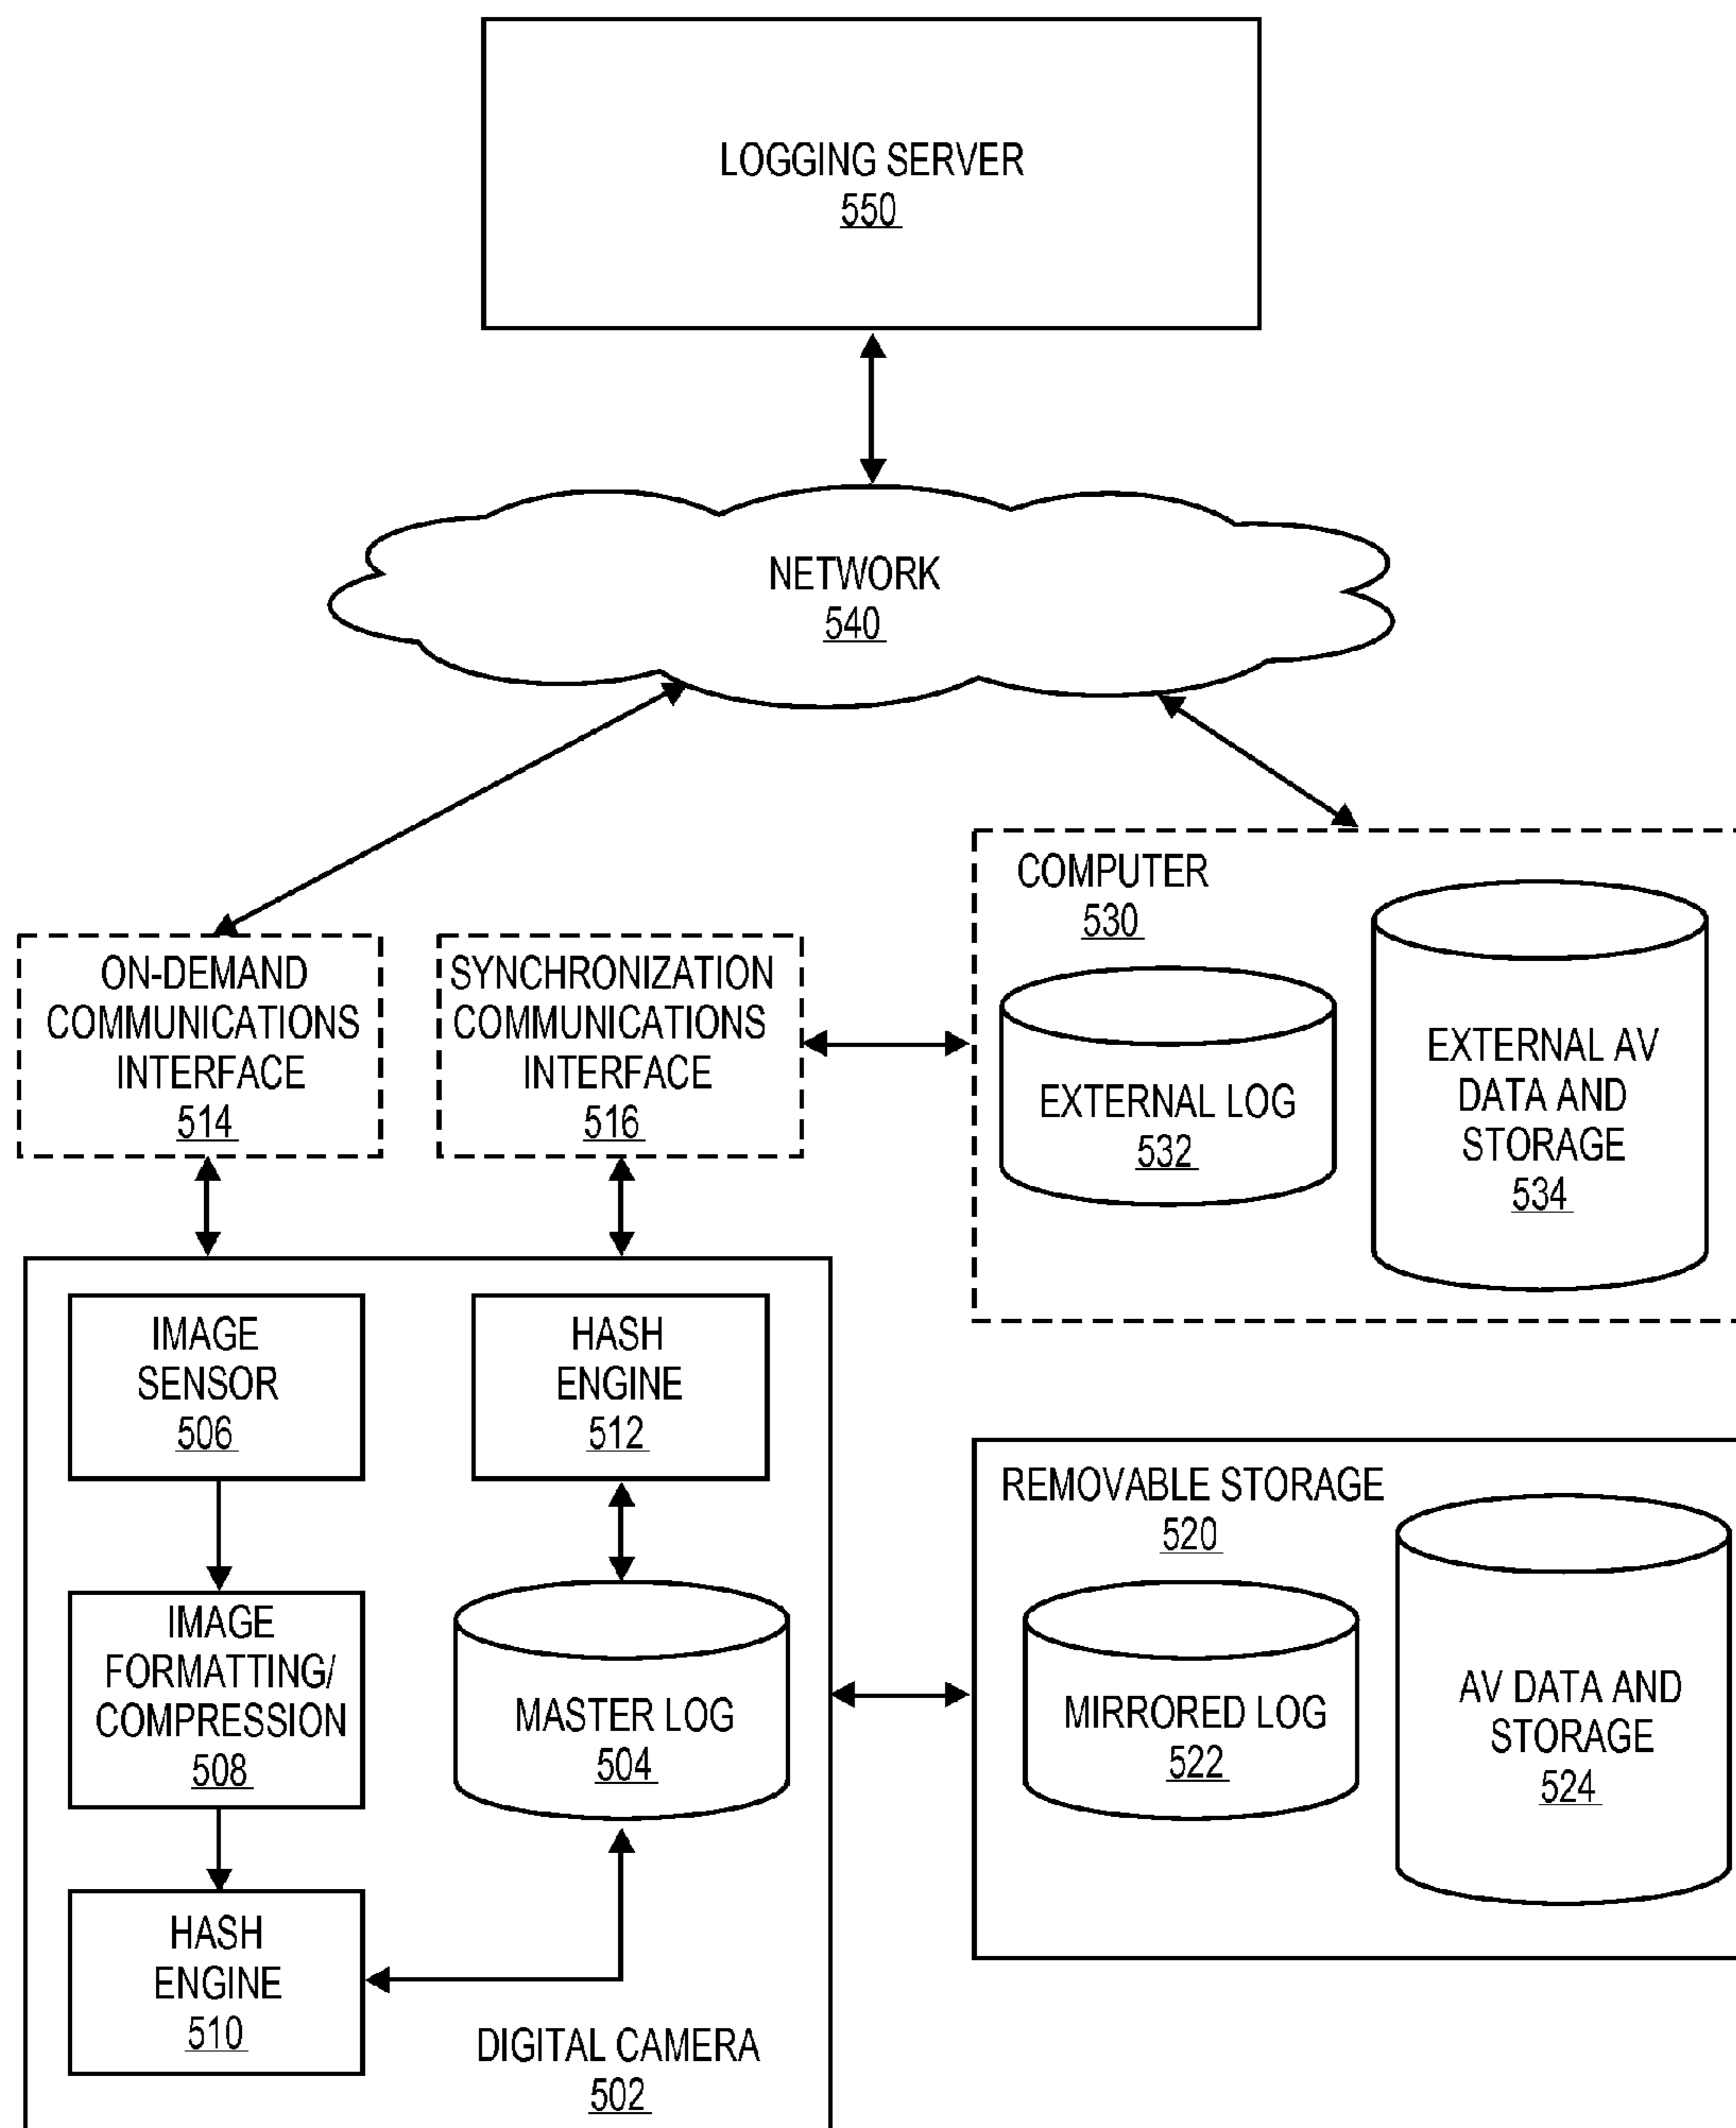 LOGGING SERVER
550
NETWORK
540
COMPUTER
530
ON-DEMAND
COMMUNICATIONS
INTERFACE
514
SYNCHRONIZATION
COMMUNICATIONS
INTERFACE
516
EXTERNAL LOG
532
EXTERNAL AV
DATA AND
STORAGE
534
IMAGE
SENSOR
506
HASH
ENGINE
512
REMOVABLE STORAGE
520
IMAGE
FORMATTING/
COMPRESSION
508
MASTER LOG
504
MIRRORED LOG
522
AV DATA AND
STORAGE
524
HASH
ENGINE
510
DIGITAL CAMERA
502